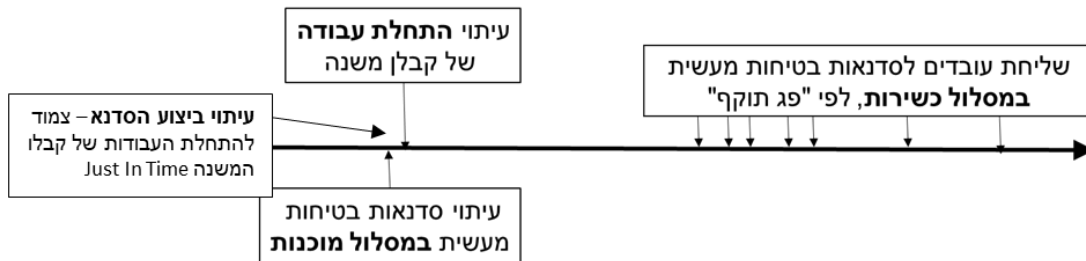 עיתוי התחלת עבודה
של קבלן משנה
שליחת עובדים לסדנאות בטיחות מעשית
במסלול כשירות, לפי "פג תוקף"
עיתוי ביצוע הסדנא – צמוד
להתחלת העבודות של קבלו
המשנה Just In Time
עיתוי סדנאות בטיחות
מעשית במסלול מוכנות